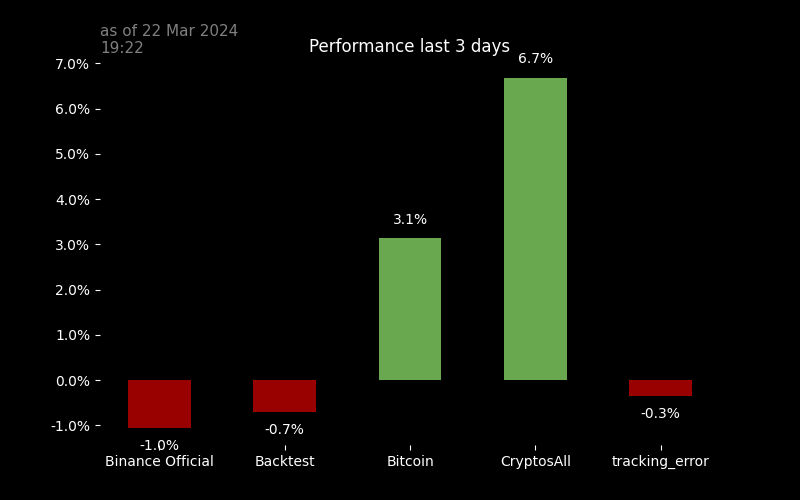 as of 22 Mar 2024
19:22
Performance last 3 days
7.0%
6.0%
5.0%
4.0%
3.0%
2.0%
1.0%
0.0%
-1.0%
-1.0%
-0.7%
3.1%
6.7%
-0.3%
Binance Official
Backtest
Bitcoin
CryptosAll
tracking_error